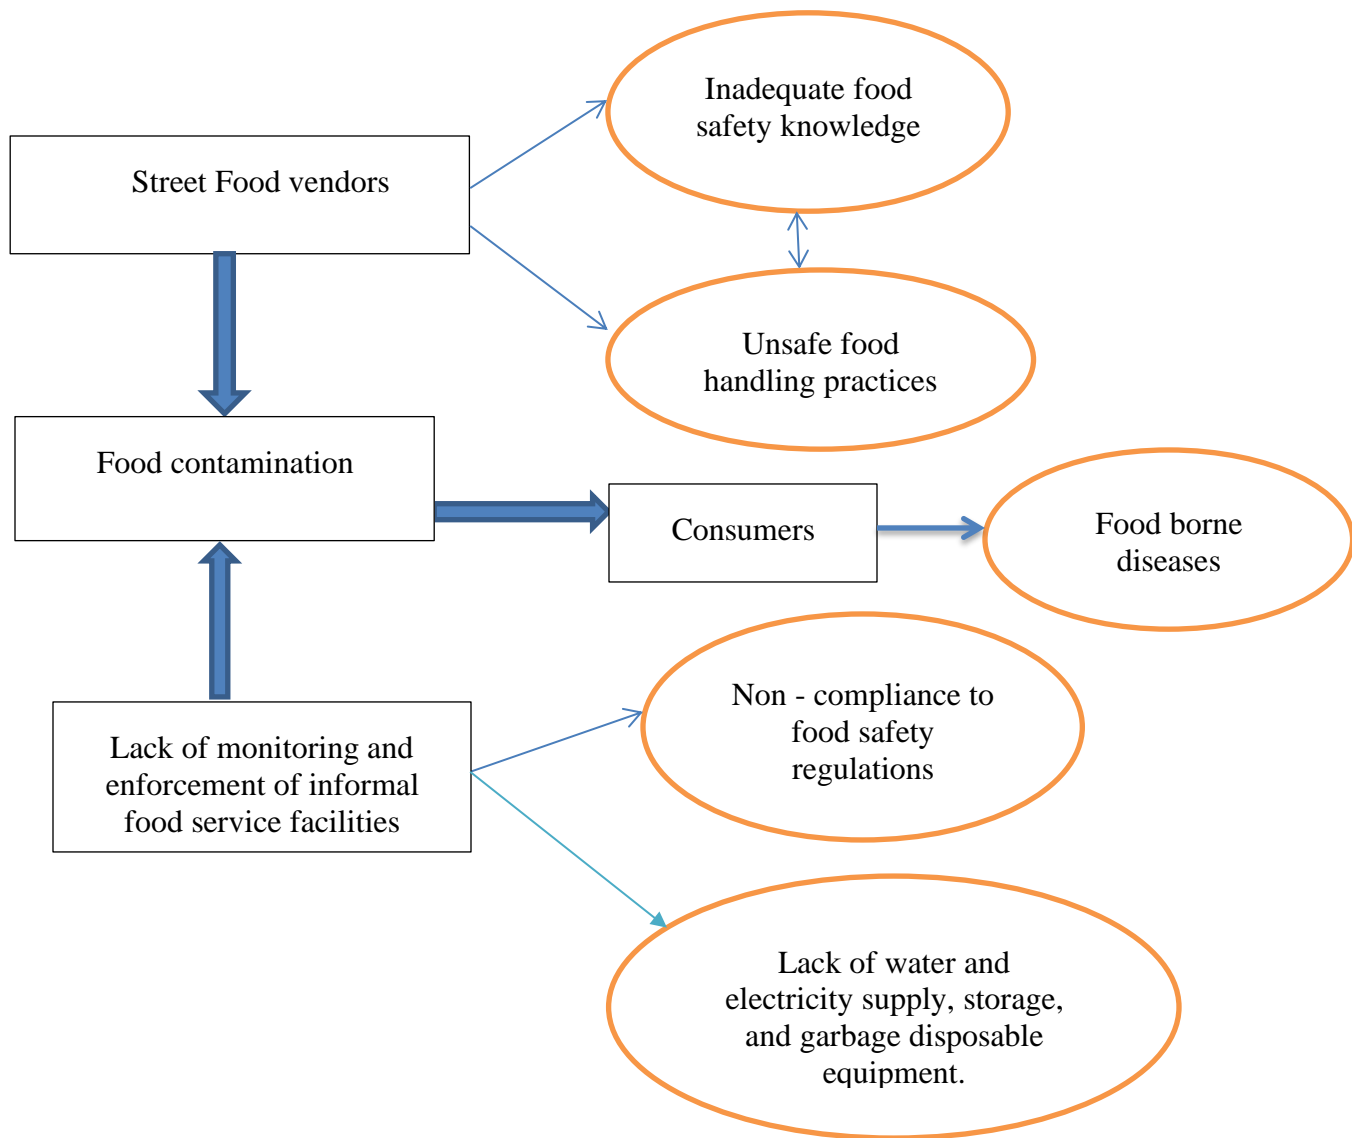 Inadequate food
safety knowledge
Street Food vendors
Unsafe food
handling practices
Food contamination
Consumers
Food borne
diseases
Non - compliance to
food safety
regulations
Lack of monitoring and
enforcement of informal
food service facilities
Lack of water and
electricity supply, storage,
and garbage disposable
equipment.